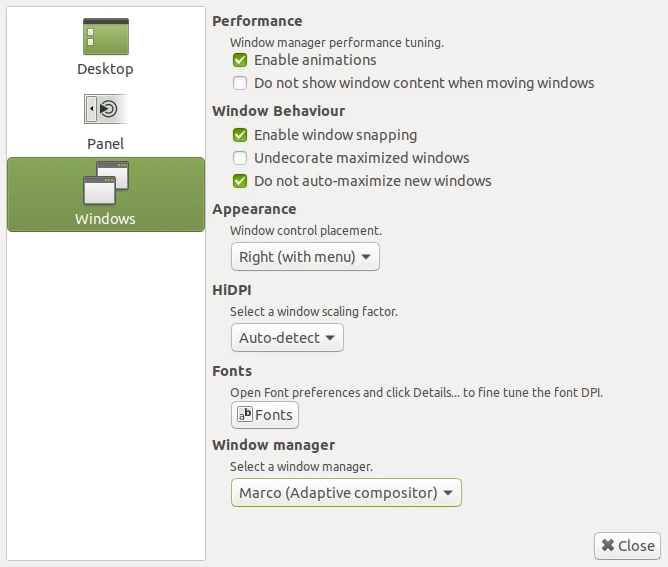 Desktop
Panel
Windows
Performance
Window manager performance tuning.
Enable animations
Do not show window content when moving windows
Window Behaviour
Enable window snapping
Undecorate maximized windows
Do not auto-maximize new windows
Appearance
Window control placement.
Right (with menu)
HiDPI
Select a window scaling factor.
Auto-detect
Fonts
Open Font preferences and click Details... to fine tune the font DPI.
ab Fonts
Window manager
Select a window manager.
Marco (Adaptive compositor)
Close